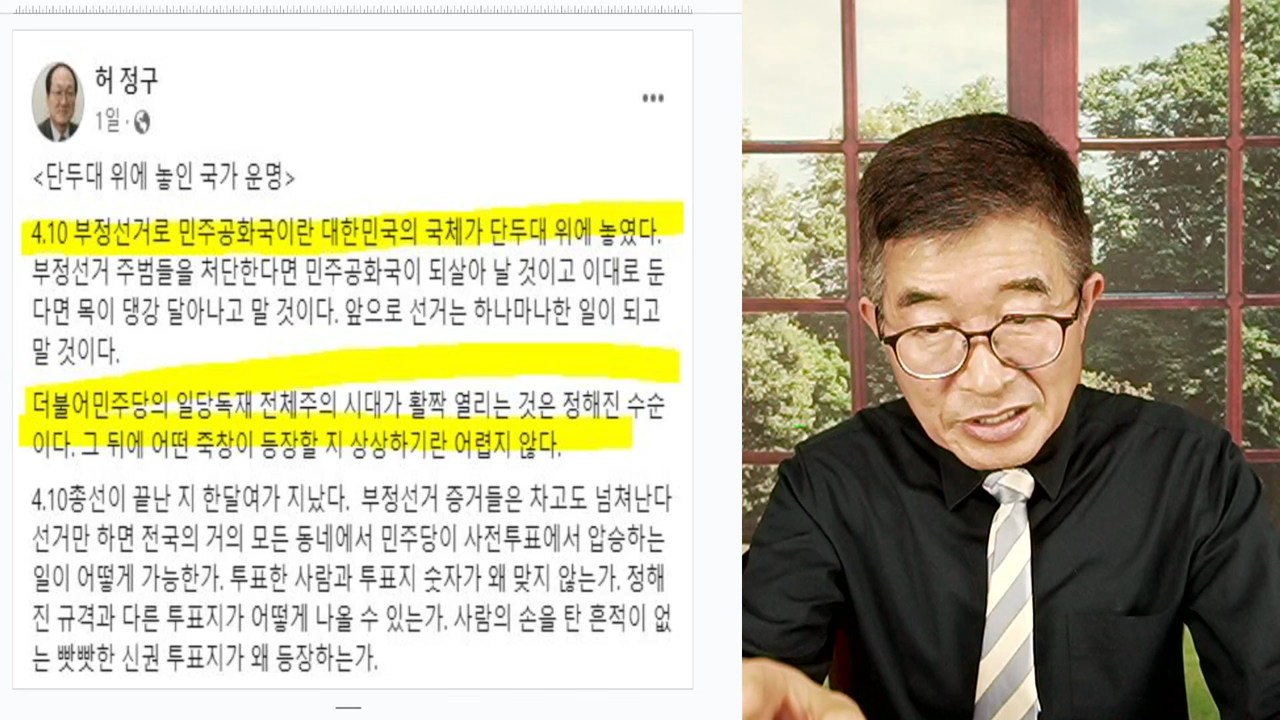 허 정구
1일 ·
<단두대 위에 놓인 국가 운명>
4.10 부정선거로 민주공화국이란 대한민국의 국체가 단두대 위에 놓였다.
부정선거 주범들을 처단한다면 민주공화국이 되살아 날 것이고 이대로 둔
다면 목이 댕강 달아나고 말 것이다. 앞으로 선거는 하나마나한 일이 되고
말 것이다.
더불어민주당의 일당독재 전체주의 시대가 활짝 열리는 것은 정해진 수순
이다. 그 뒤에 어떤 죽창이 등장할 지 상상하기란 어렵지 않다.
4.10총선이 끝난 지 한달여가 지났다. 부정선거 증거들은 차고도 넘쳐난다
선거만 하면 전국의 거의 모든 동네에서 민주당이 사전투표에서 압승하는
일이 어떻게 가능한가. 투표한 사람과 투표지 숫자가 왜 맞지 않는가. 정해
진 규격과 다른 투표지가 어떻게 나올 수 있는가. 사람의 손을 탄 흔적이 없
는 빳빳한 신권 투표지가 왜 등장하는가.